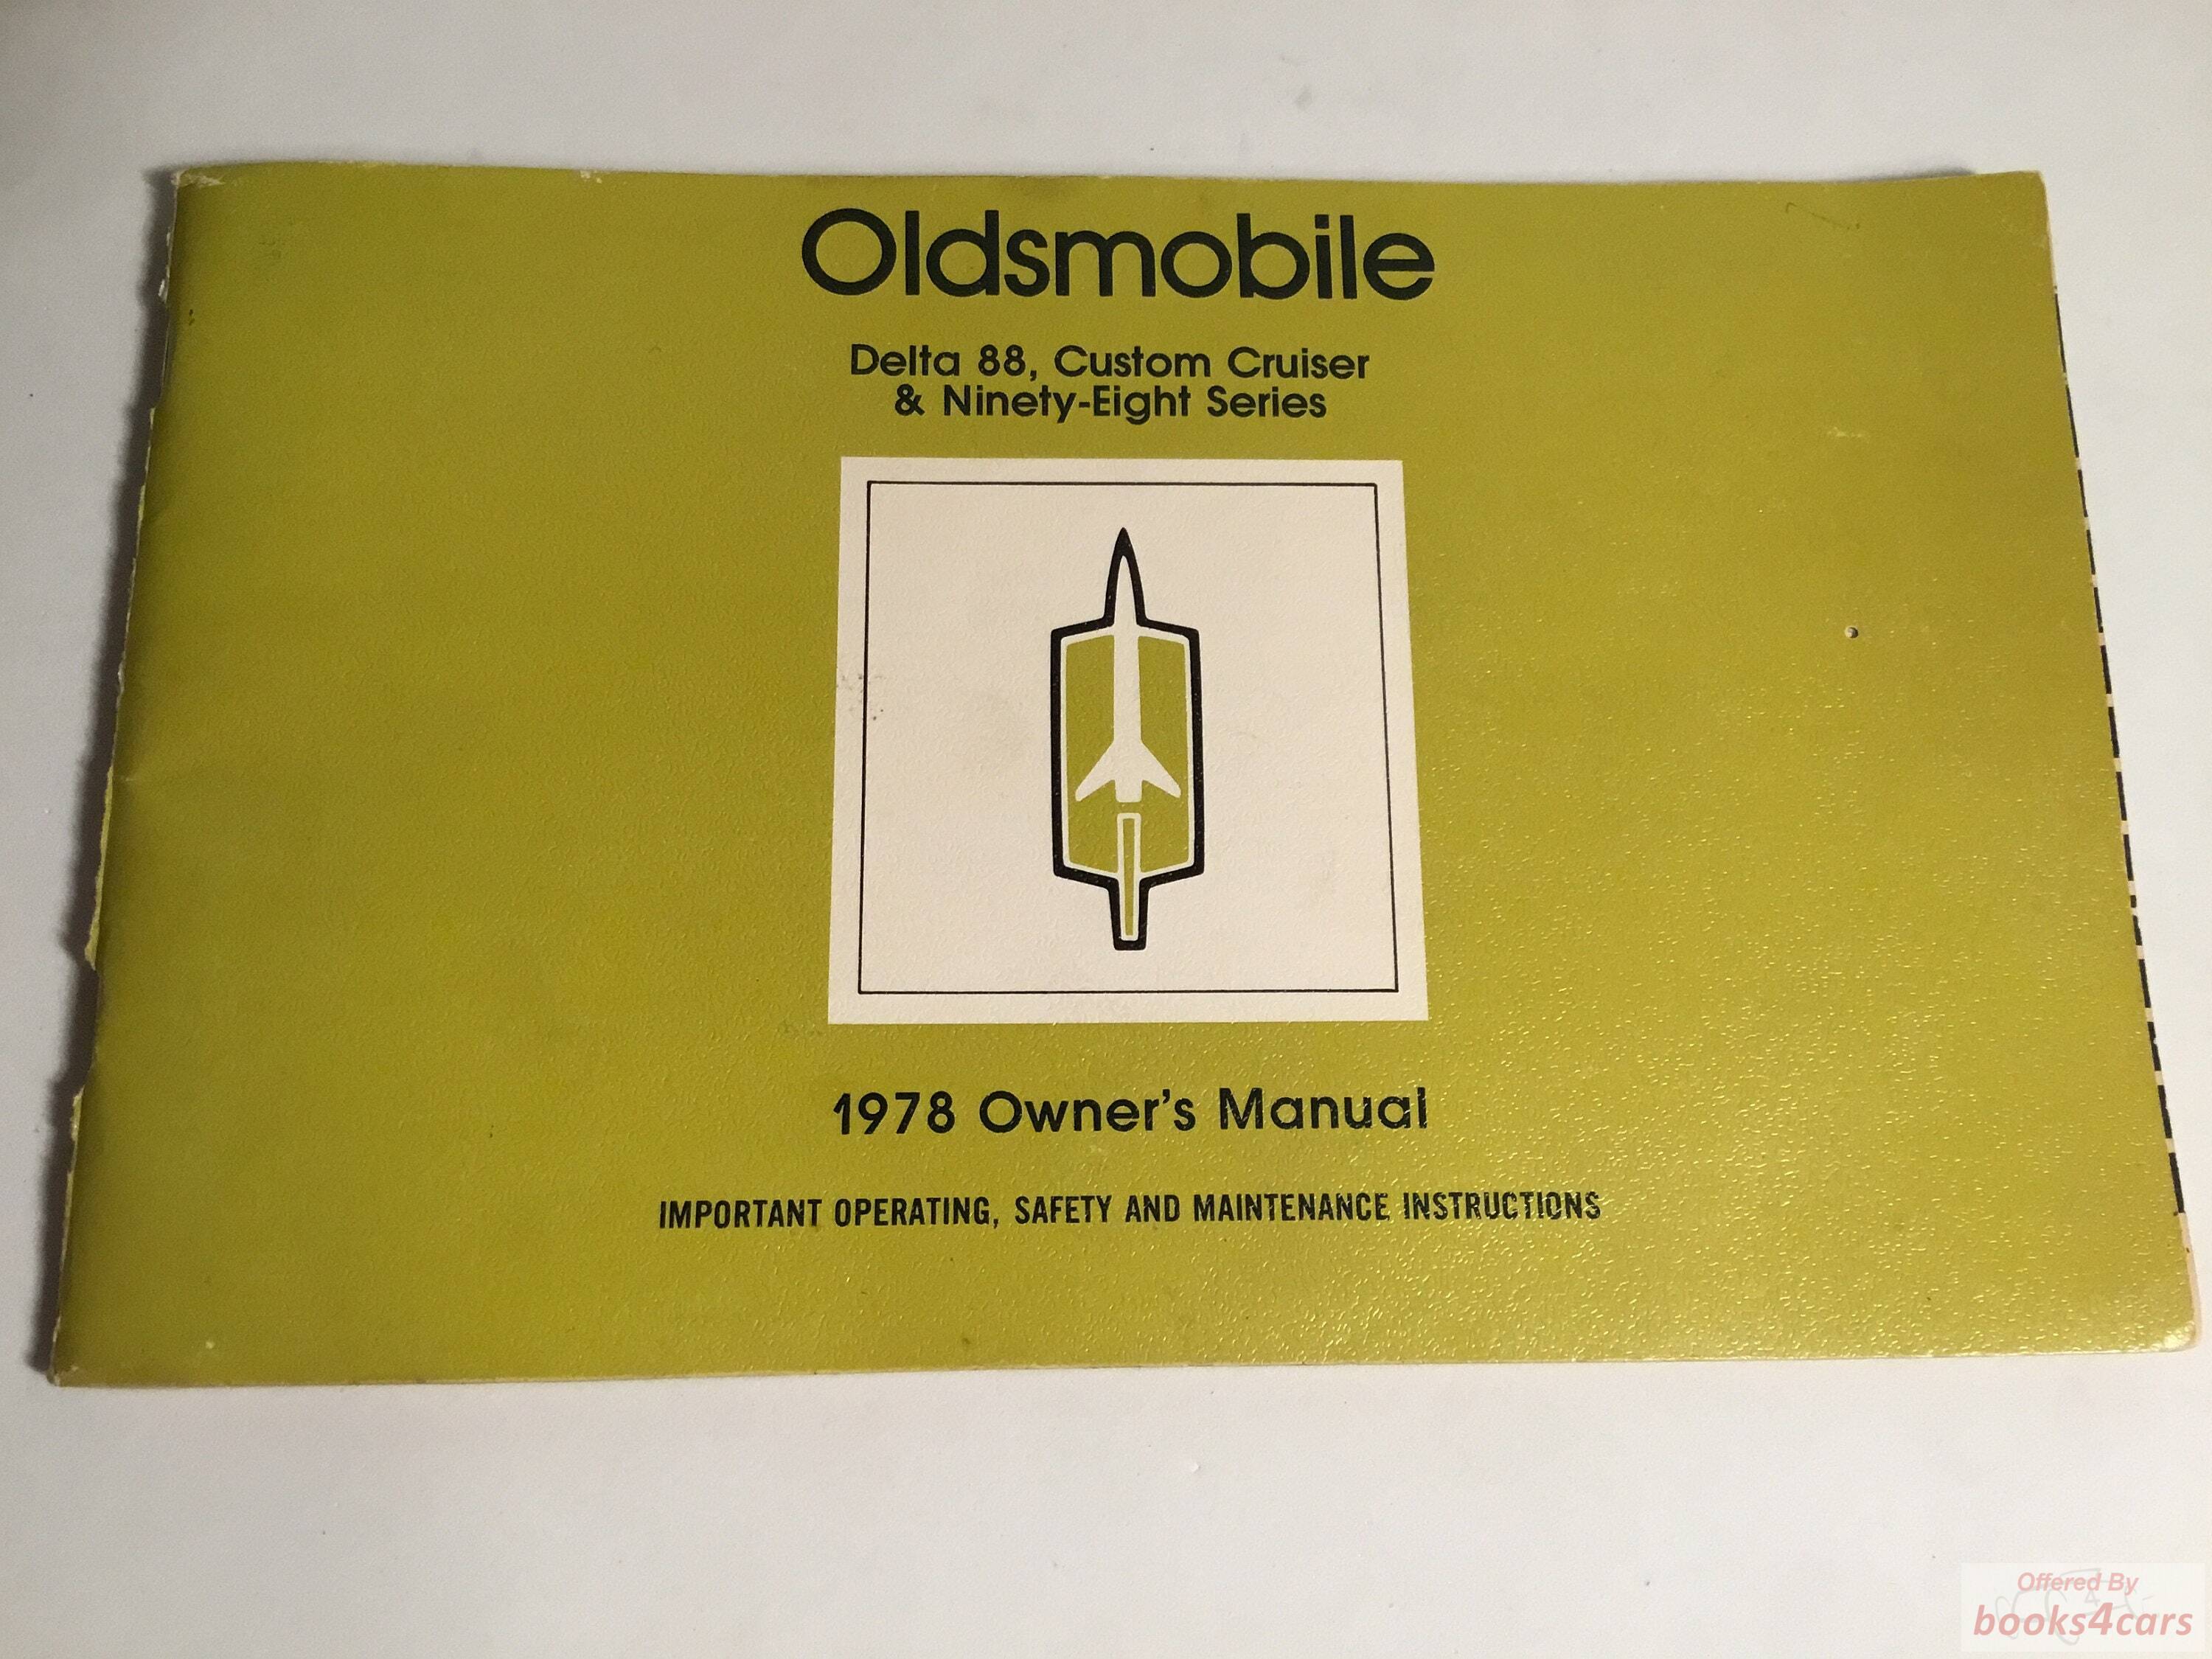 Oldsmobile
Delta 88, Custom Cruiser
& Ninety-Eight Series
1978 Owner's Manual
IMPORTANT OPERATING, SAFETY AND MAINTENANCE INSTRUCTIONS
Offered By
books4cars